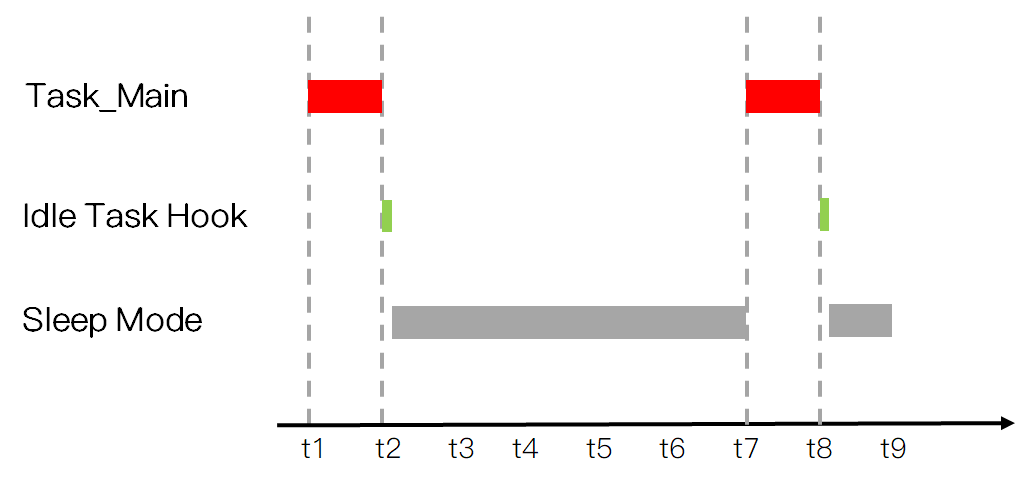 Task_Main
Idle Task Hook
Sleep Mode
t1 t2 t3 t4 t5 t6 t7 t8 t9